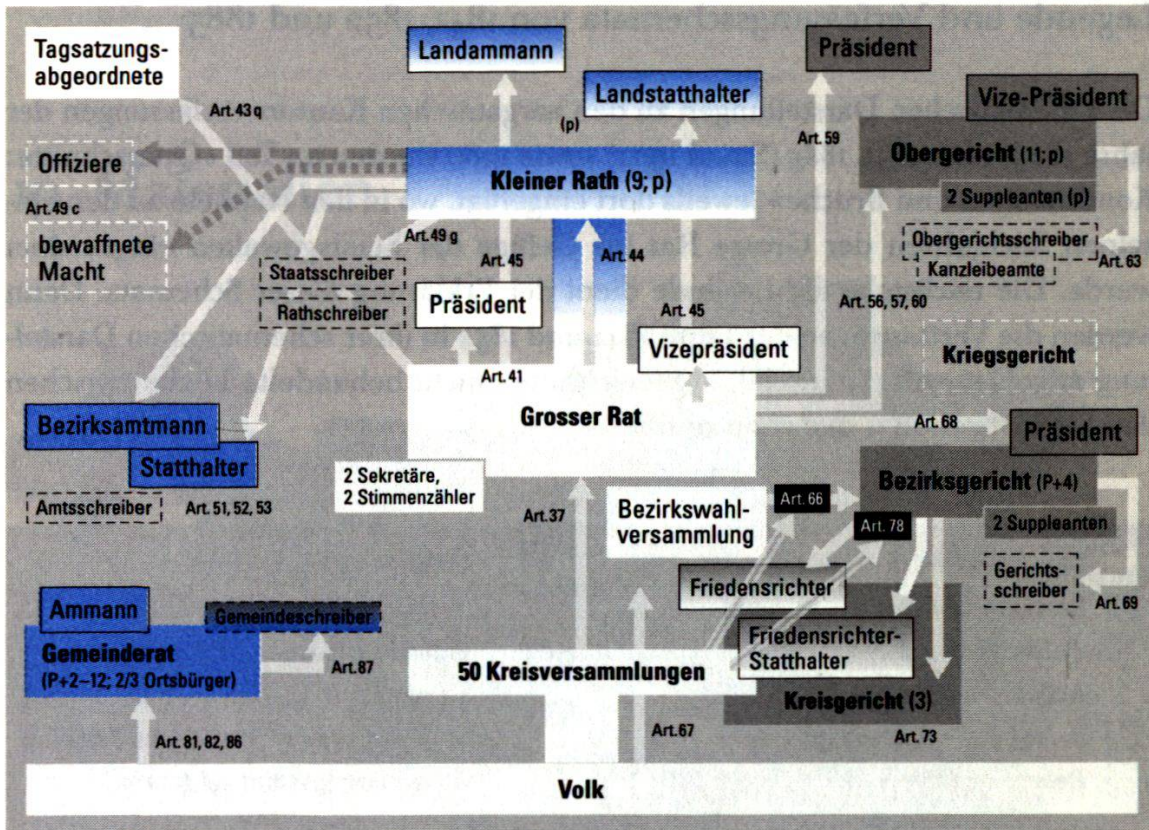 Tagsatzungs-
abgeordnete
Landammann
Präsident
Landstatthalter
Vize-Präsident
Art. 43 q
(p)
Art. 59
Obergericht (11; p)
Offiziere
Kleiner Rath (9; p)
2 Suppleanten (p)
Art. 49 c
bewaffnete
Macht
Art. 49 g
Art. 44
Obergerichtsschreiber
Kanzleibeamte
Art. 63
Staatsschreiber
Rathschreiber
Art. 45
Präsident
Art. 45
Art. 56, 57, 60
Vizepräsident
Kriegsgericht
Art. 41
Grosser Rat
Art. 68
Präsident
Bezirksamtmann
Statthalter
Amtsschreiber
Art. 51, 52, 53
2 Sekretäre,
2 Stimmenzähler
Art. 37
Bezirkswahl-
versammlung
Art. 66
Art. 78
Bezirksgericht (P+4)
2 Suppleanten
Gerichts-
schreiber
Art. 69
Friedensrichter
Friedensrichter-
Statthalter
Kreisgericht (3)
Art. 73
Ammann
Gemeindeschreiber
Gemeinderat
(P+2–12; 2/3 Ortsbürger)
Art. 87
50 Kreisversammlungen
Art. 67
Art. 81, 82, 86
Volk